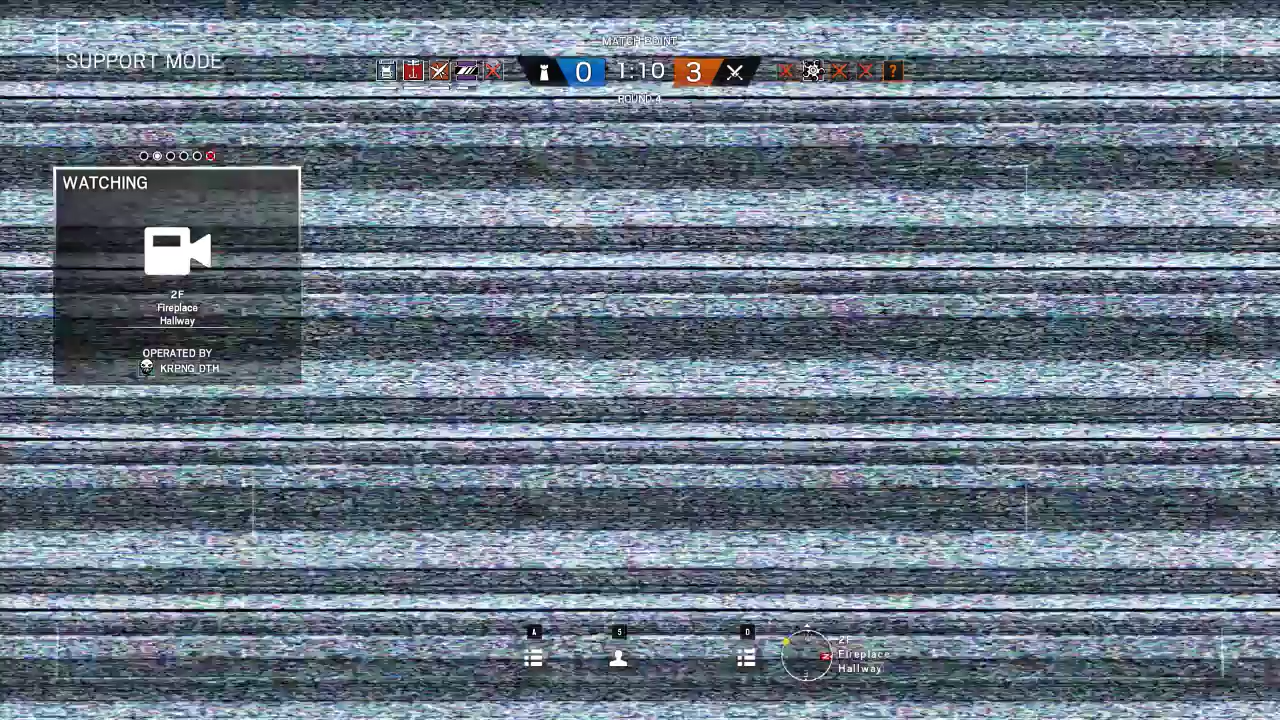 MATCH POINT
SUPPORT MODE
0 1:10 3 ?
ROUND 4
WATCHING
2F
Fireplace
Hallway
OPERATED BY
KRPNG_DTH
A S D
2F
Fireplace
Hallway